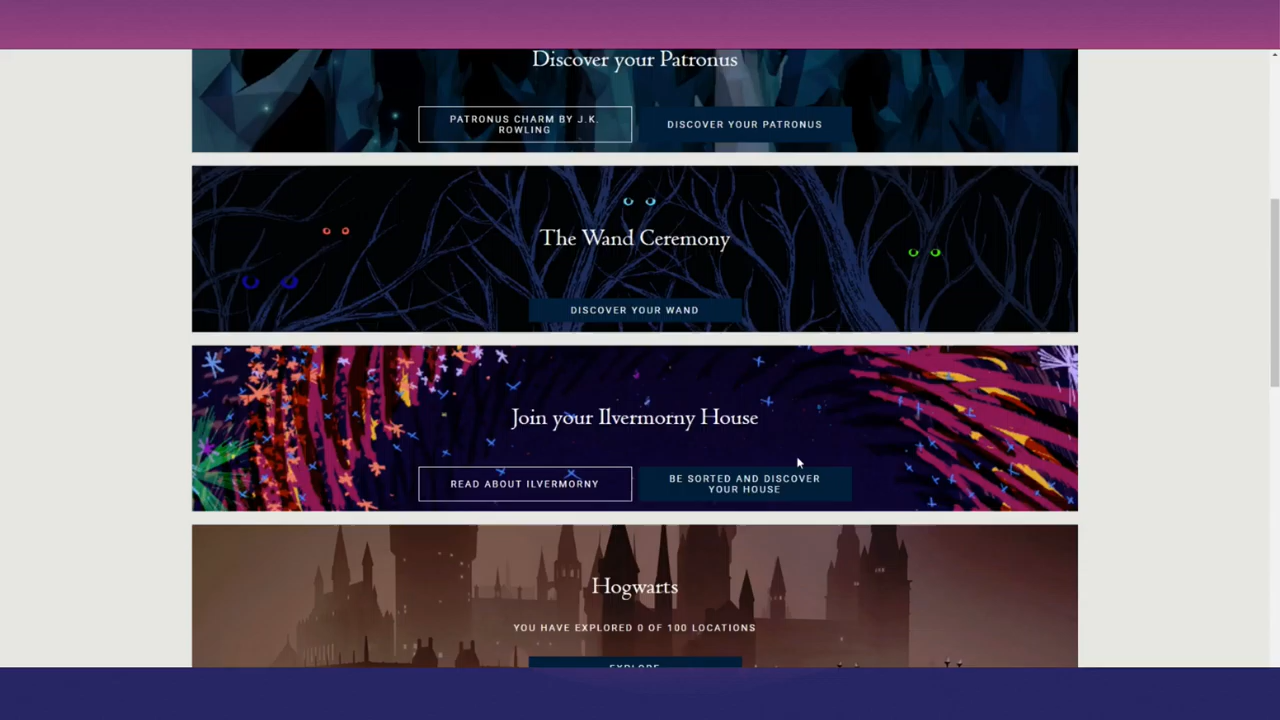 Discover your Patronus
PATRONUS CHARM BY J.K.
ROWLING
DISCOVER YOUR PATRONUS
The Wand Ceremony
DISCOVER YOUR WAND
Join your Ilvermorny House
READ ABOUT ILVERMORNY
BE SORTED AND DISCOVER
YOUR HOUSE
Hogwarts
YOU HAVE EXPLORED 0 OF 100 LOCATIONS
EXPLORE